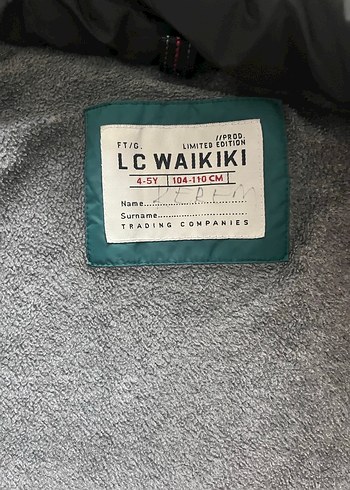 FT/G. //PROD.
LIMITED EDITION
LC WAIKIKI
4-5Y 104-110 CM
Name..........................
Surname.......................
TRADING COMPANIES